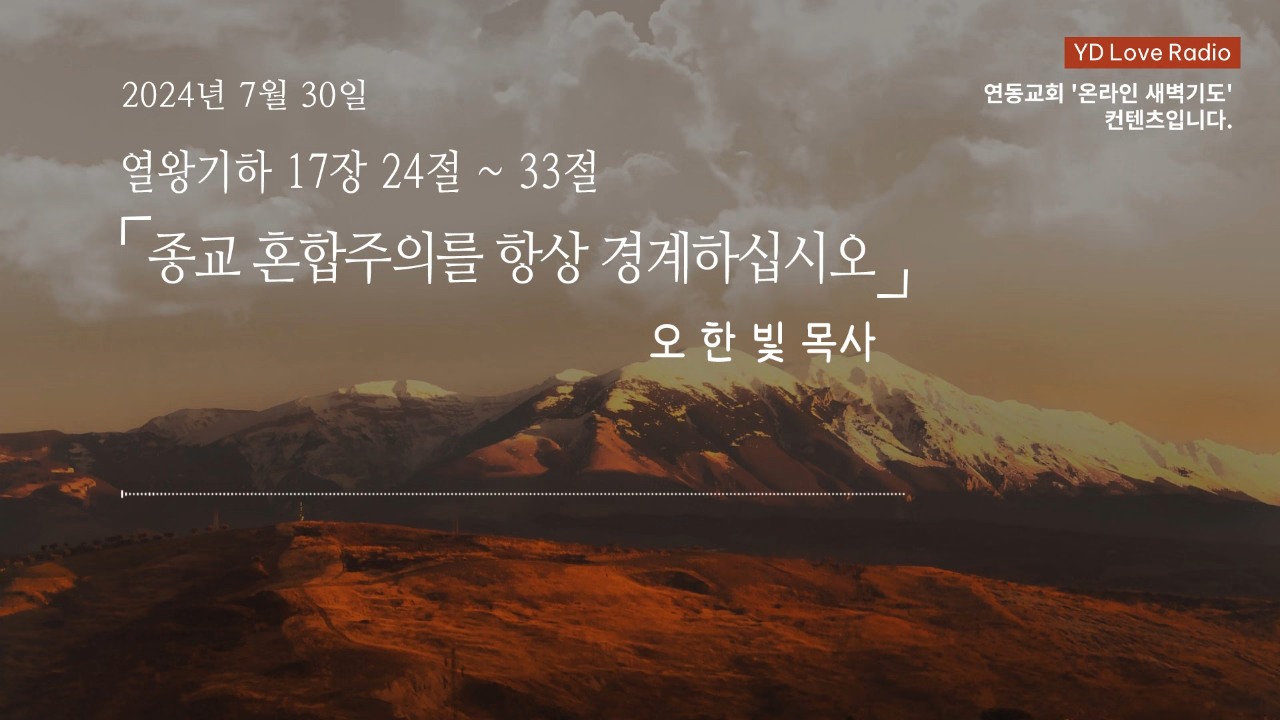 YD Love Radio
연동교회 '온라인 새벽기도'
컨텐츠입니다.
2024년 7월 30일
열왕기하 17장 24절 ~ 33절
「종교 혼합주의를 항상 경계하십시오」
오 한 빛 목사